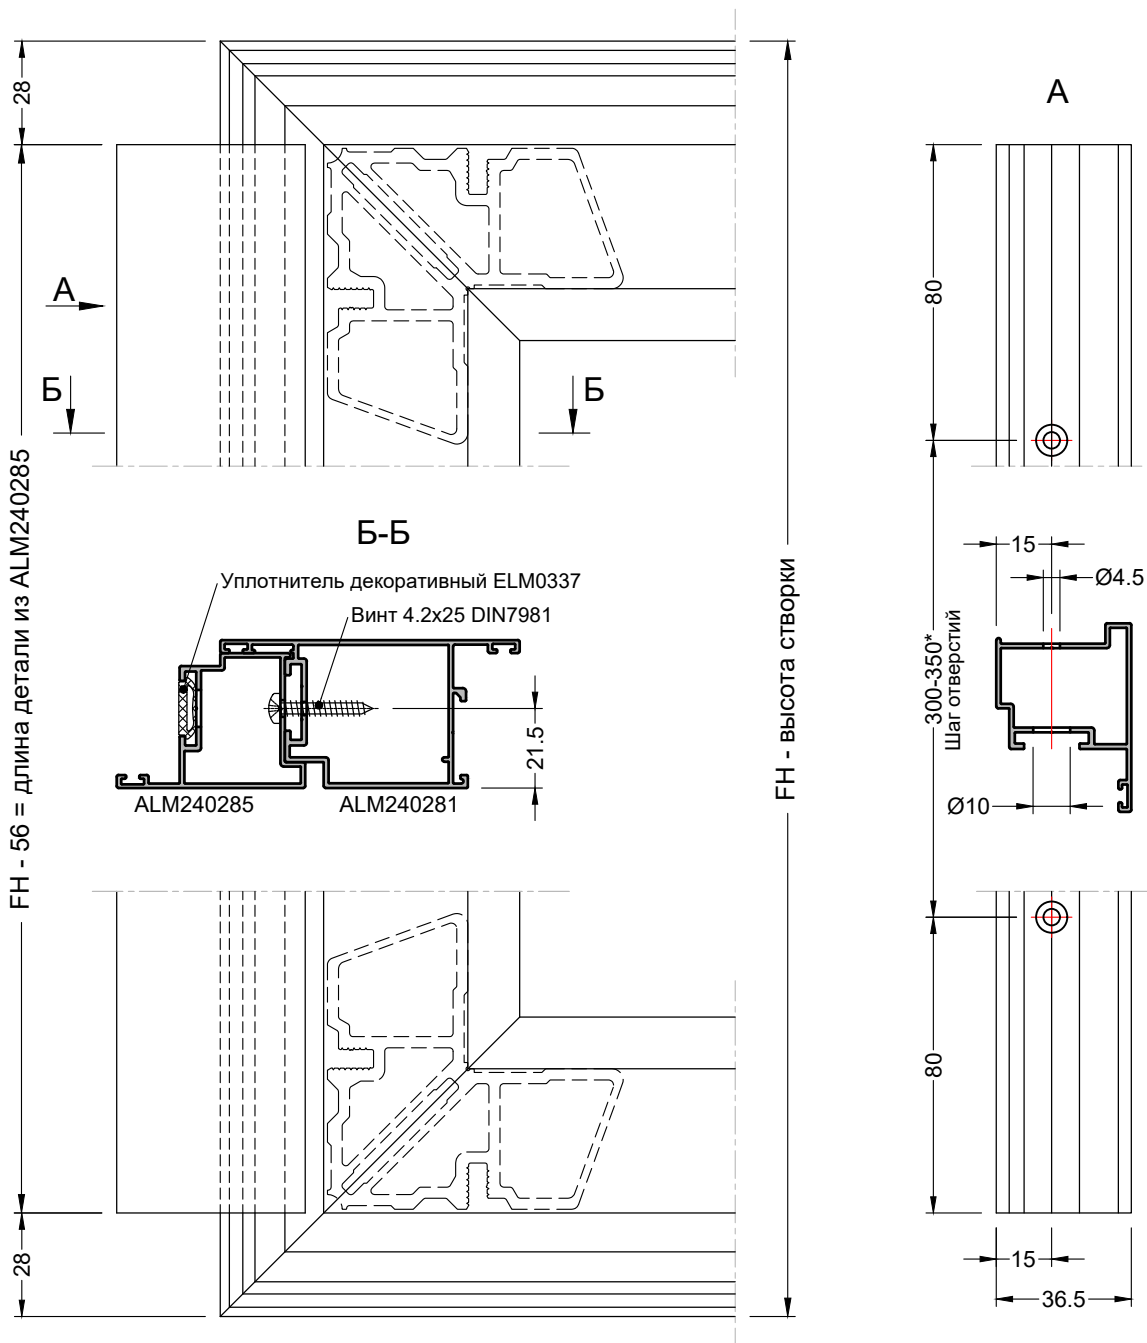 28
A
A
80
Б
Б
FH - 56 = длина детали из ALM240285
Б-Б
Уплотнитель декоративный ELM0337
Винт 4.2x25 DIN7981
21.5
ALM240285
ALM240281
FH - высота створки
15
Ø4.5
300-350*
Шаг отверстий
Ø10
80
28
15
36.5